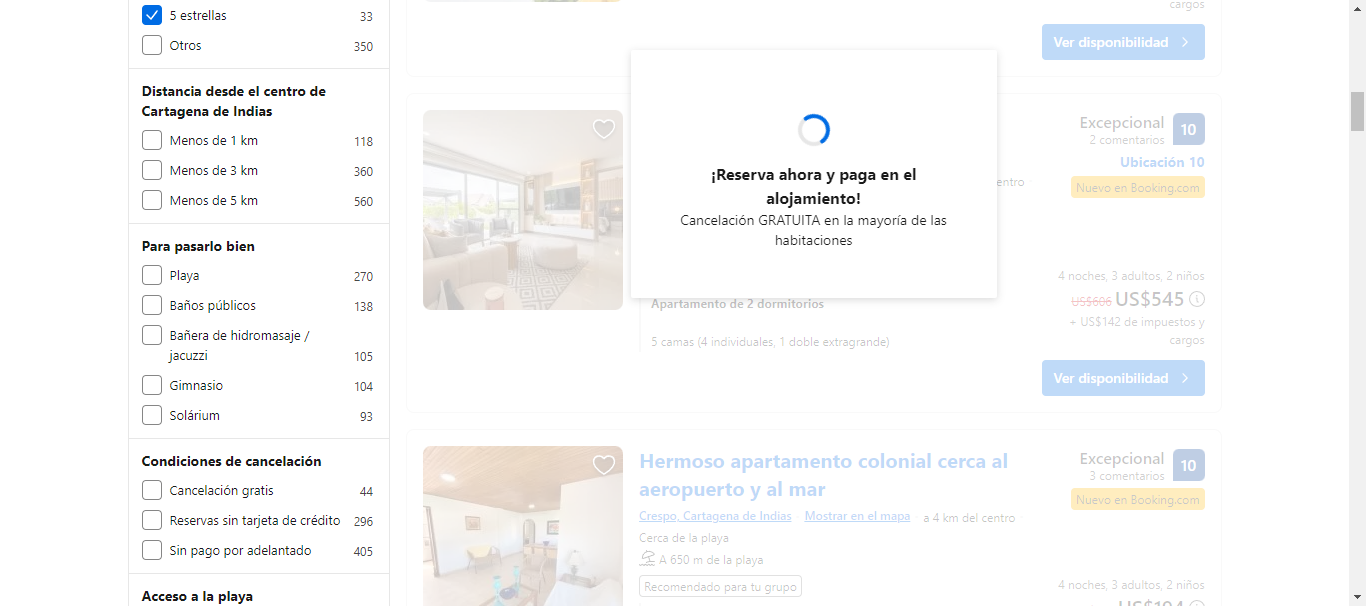 5 estrellas 33
Otros 350
Distancia desde el centro de
Cartagena de Indias
Menos de 1 km 118
Menos de 3 km 360
Menos de 5 km 560
Para pasarlo bien
Playa 270
Baños públicos 138
Bañera de hidromasaje /
jacuzzi 105
Gimnasio 104
Solárium 93
Condiciones de cancelación
Cancelación gratis 44
Reservas sin tarjeta de crédito 296
Sin pago por adelantado 405
Acceso a la playa
cargos
Ver disponibilidad
¡Reserva ahora y paga en el
alojamiento!
Cancelación GRATUITA en la mayoría de las
habitaciones
Excepcional 10
2 comentarios
Ubicación 10
entro
Nuevo en Booking.com
Apartamento de 2 dormitorios
5 camas (4 individuales, 1 doble extragrande)
4 noches, 3 adultos, 2 niños
US$606 US$545
+ US$142 de impuestos y
cargos
Ver disponibilidad
Hermoso apartamento colonial cerca al
aeropuerto y al mar
Crespo, Cartagena de Indias Mostrar en el mapa a 4 km del centro
Cerca de la playa
A 650 m de la playa
Recomendado para tu grupo
Excepcional 10
3 comentarios
Nuevo en Booking.com
4 noches, 3 adultos, 2 niños